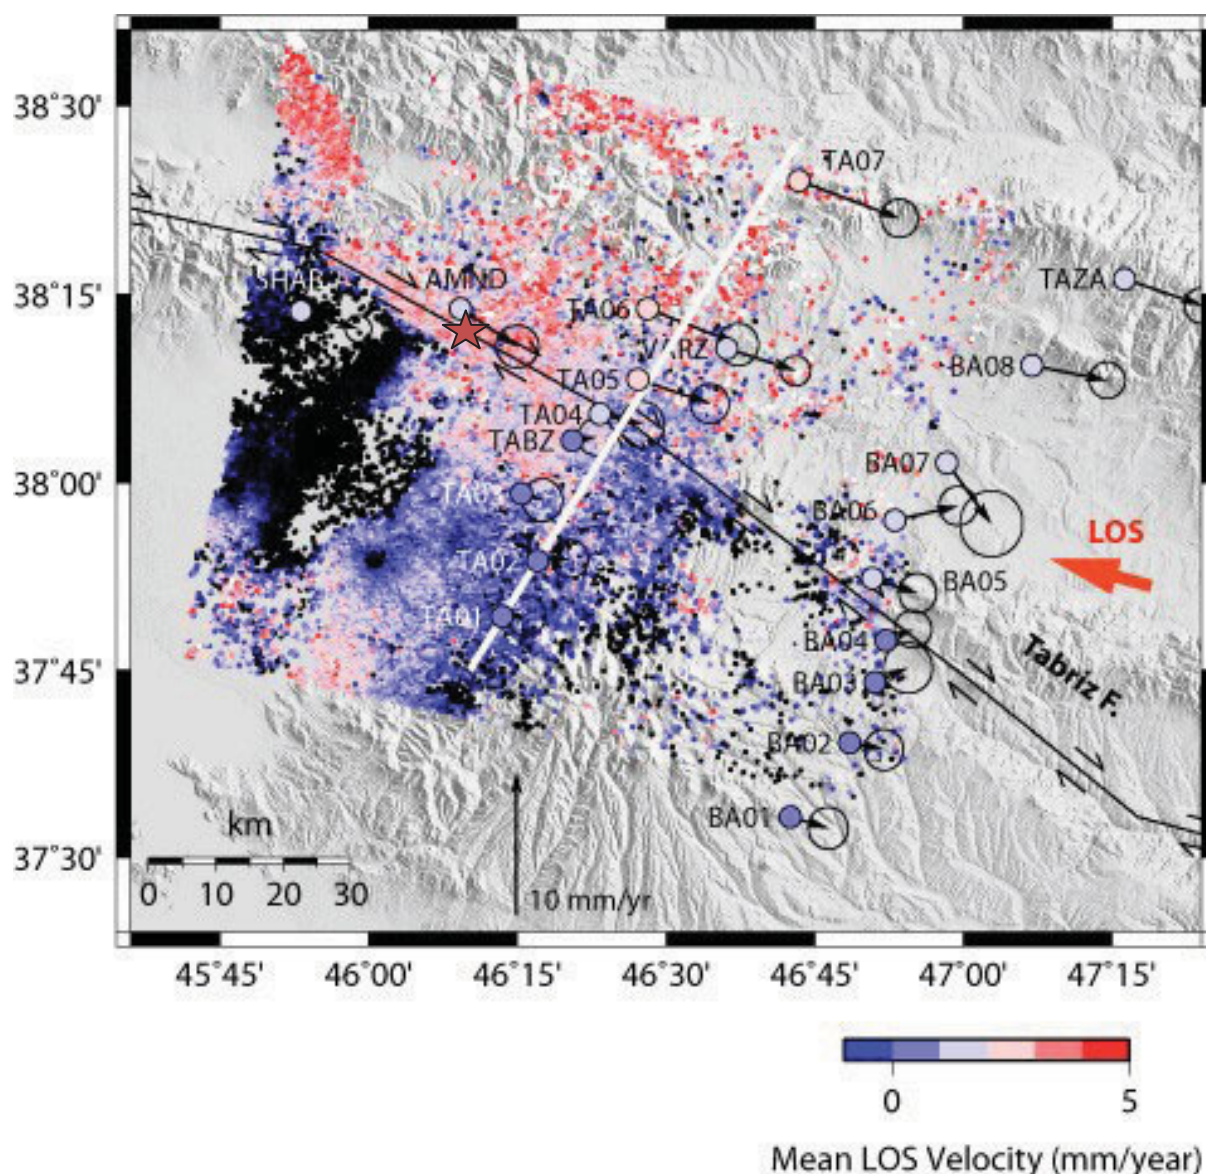 38°30'
TA07
38°15'
SHAB
AMND
TAZA
TA06
VARZ
BA08
TA05
TA04
TABZ
38°00'
TA03
BA07
BA06
LOS
TA02
BA05
TA01
BA04
37°45'
BA03
Tabriz F.
BA02
km
BA01
37°30'
0 10 20 30
10 mm/yr
45°45' 46°00' 46°15' 46°30' 46°45' 47°00' 47°15'
0 5
Mean LOS Velocity (mm/year)